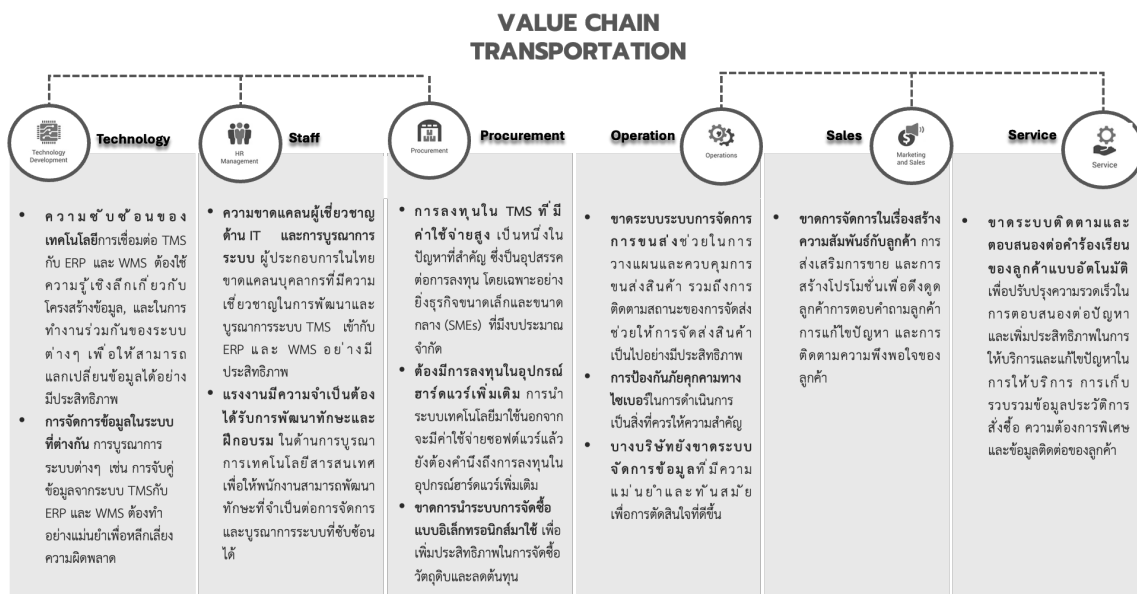 VALUE CHAIN
TRANSPORTATION
Technology
Development
Technology
HR
Management
Staff
Procurement
Procurement
Operation
Operations
Sales
Marketing
and Sales
Service
Service
• ความซับซ้อนของ
เทคโนโลยีการเชื่อมต่อ TMS
กับ ERP และ WMS ต้องใช้
ความรู้เชิงลึกเกี่ยวกับ
โครงสร้างข้อมูล, และในการ
ทำงานร่วมกันของระบบ
ต่างๆ เพื่อให้สามารถ
แลกเปลี่ยนข้อมูลได้อย่าง
มีประสิทธิภาพ
• การจัดการข้อมูลในระบบ
ที่ต่างกัน การบูรณาการ
ระบบต่างๆ เช่น การจับคู่
ข้อมูลจากระบบ TMSกับ
ERP และ WMS ต้องทำ
อย่างแม่นยำเพื่อหลีกเลี่ยง
ความผิดพลาด
• ความขาดแคลนผู้เชี่ยวชาญ
ด้าน IT และการบูรณาการ
ระบบ ผู้ประกอบการในไทย
ขาดแคลนบุคลากรที่มีความ
เชี่ยวชาญในการพัฒนาและ
บูรณาการระบบ TMS เข้ากับ
ERP และ WMS อย่างมี
ประสิทธิภาพ
• แรงงานมีความจำเป็นต้อง
ได้รับการพัฒนาทักษะและ
ฝึกอบรม ในด้านการบูรณา
การเทคโนโลยีสารสนเทศ
เพื่อให้พนักงานสามารถพัฒนา
ทักษะที่จำเป็นต่อการจัดการ
และบูรณาการระบบที่ซับซ้อน
ได้
• การลงทุนใน TMS ที่มี
ค่าใช้จ่ายสูง เป็นหนึ่งใน
ปัญหาที่สำคัญ ซึ่งป็นอุปสรรค
ต่อการลงทุน โดยเฉพาะอย่าง
ยิ่งธุรกิจขนาดเล็กและขนาด
กลาง (SMEs) ที่มีงบประมาณ
จำกัด
• ต้องมีการลงทุนในอุปกรณ์
ฮาร์ดแวร์เพิ่มเติม การนำ
ระบบเทคโนโลยีมาใช้นอกจาก
จะมีค่าใช้จ่ายซอฟต์แวร์แล้ว
ยังต้องคำนึงถึงการลงทุนใน
อุปกรณ์ฮาร์ดแวร์เพิ่มเติม
• ขาดการนำระบบการจัดซื้อ
แบบอิเล็กทรอนิกส์มาใช้ เพื่อ
เพิ่มประสิทธิภาพในการจัดซื้อ
วัตถุดิบและลดต้นทุน
• ขาดระบบระบบการจัดการ
การขนส่งช่วยในการ
วางแผนและควบคุมการ
ขนส่งสินค้า รวมถึงการ
ติดตามสถานะของการจัดส่ง
ช่วยให้การจัดส่งสินค้า
เป็นไปอย่างมีประสิทธิภาพ
• การป้องกันภัยคุกคามทาง
ไซเบอร์ในการดำเนินการ
เป็นสิ่งที่ควรให้ความสำคัญ
• บางบริษัทยังขาดระบบ
จัดการข้อมูลที่มีความ
แม่นยำและทันสมัย
เพื่อการตัดสินใจที่ดีขึ้น
• ขาดการจัดการในเรื่องสร้าง
ความสัมพันธ์กับลูกค้า การ
ส่งเสริมการขาย และการ
สร้างโปรโมชั่นเพื่อดึงดูด
ลูกค้าการตอบคำถามลูกค้า
การแก้ไขปัญหา และการ
ติดตามความพึงพอใจของ
ลูกค้า
• ขาดระบบติดตามและ
ตอบสนองต่อคำร้องเรียน
ของลูกค้าแบบอัตโนมัติ
เพื่อปรับปรุงความรวดเร็วใน
การตอบสนองต่อปัญหา
และเพิ่มประสิทธิภาพในการ
ให้บริการและแก้ไขปัญหาใน
การให้บริการ การเก็บ
รวบรวมข้อมูลประวัติการ
สั่งซื้อ ความต้องการพิเศษ
และข้อมูลติดต่อของลูกค้า